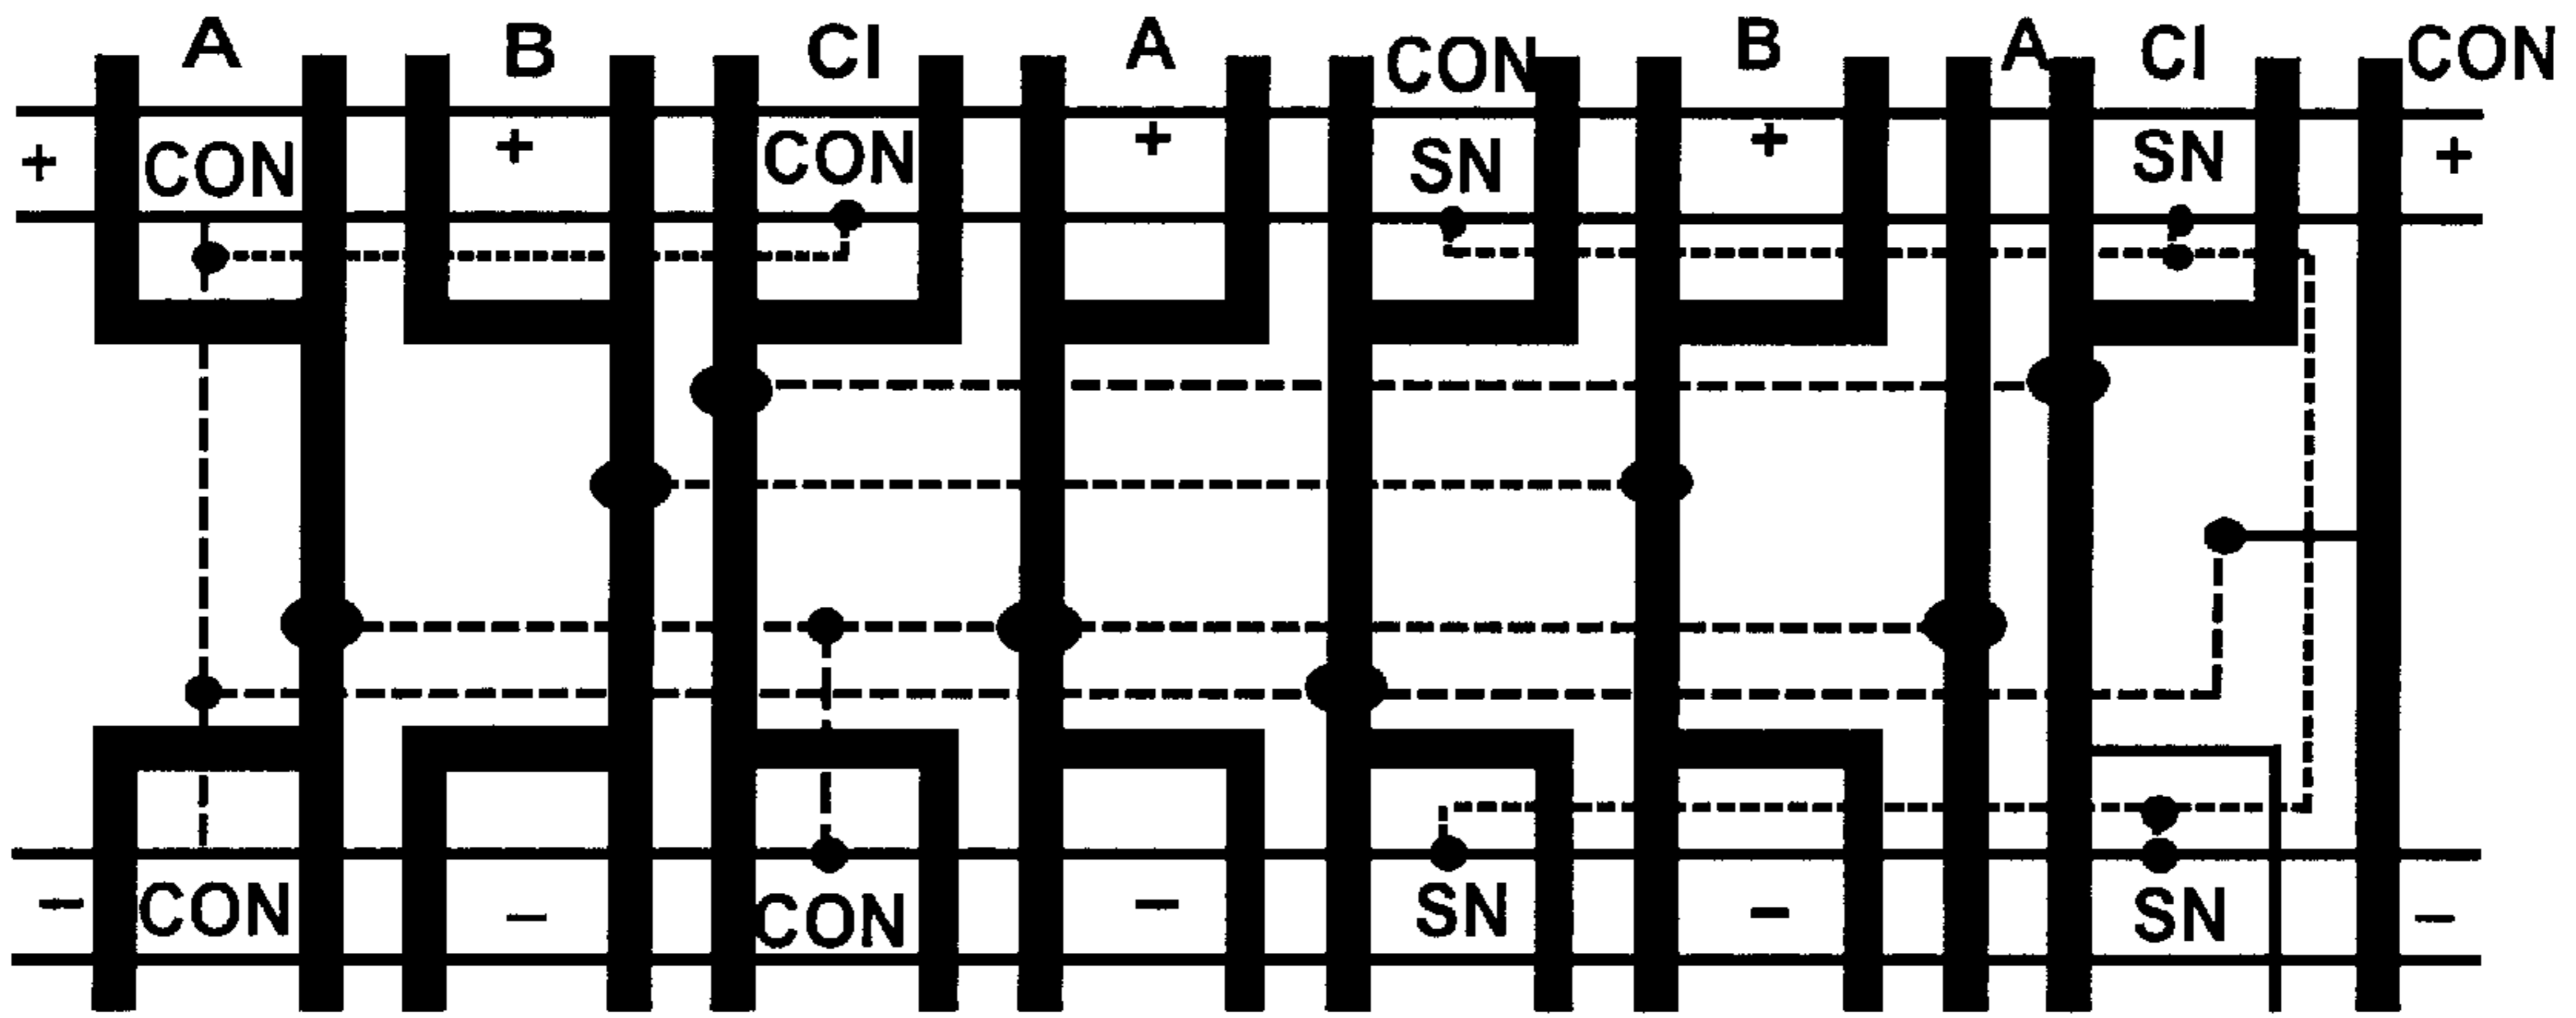 A B CI A CON B A CI CON
+ CON + CON + SN + SN +
− CON − CON − SN − SN −